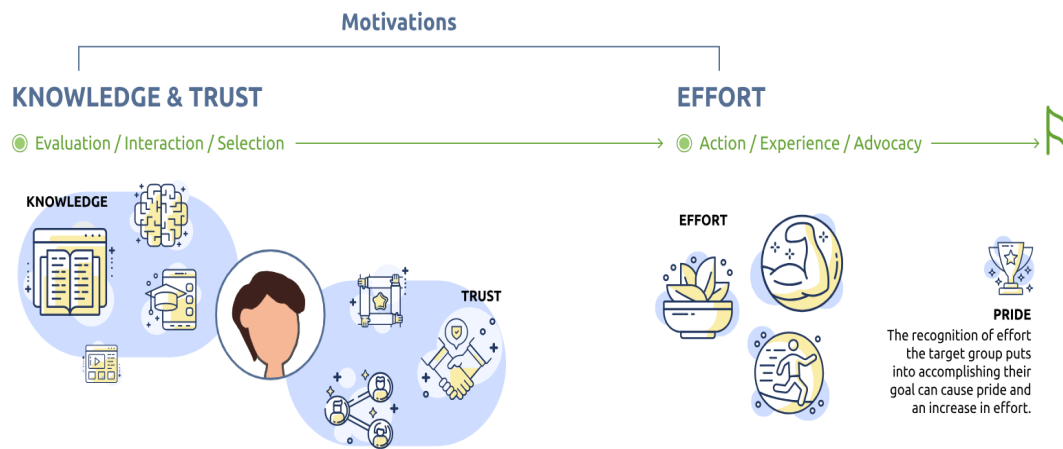 Motivations
KNOWLEDGE & TRUST
Evaluation / Interaction / Selection
EFFORT
Action / Experience / Advocacy
KNOWLEDGE
TRUST
EFFORT
PRIDE
The recognition of effort
the target group puts
into accomplishing their
goal can cause pride and
an increase in effort.